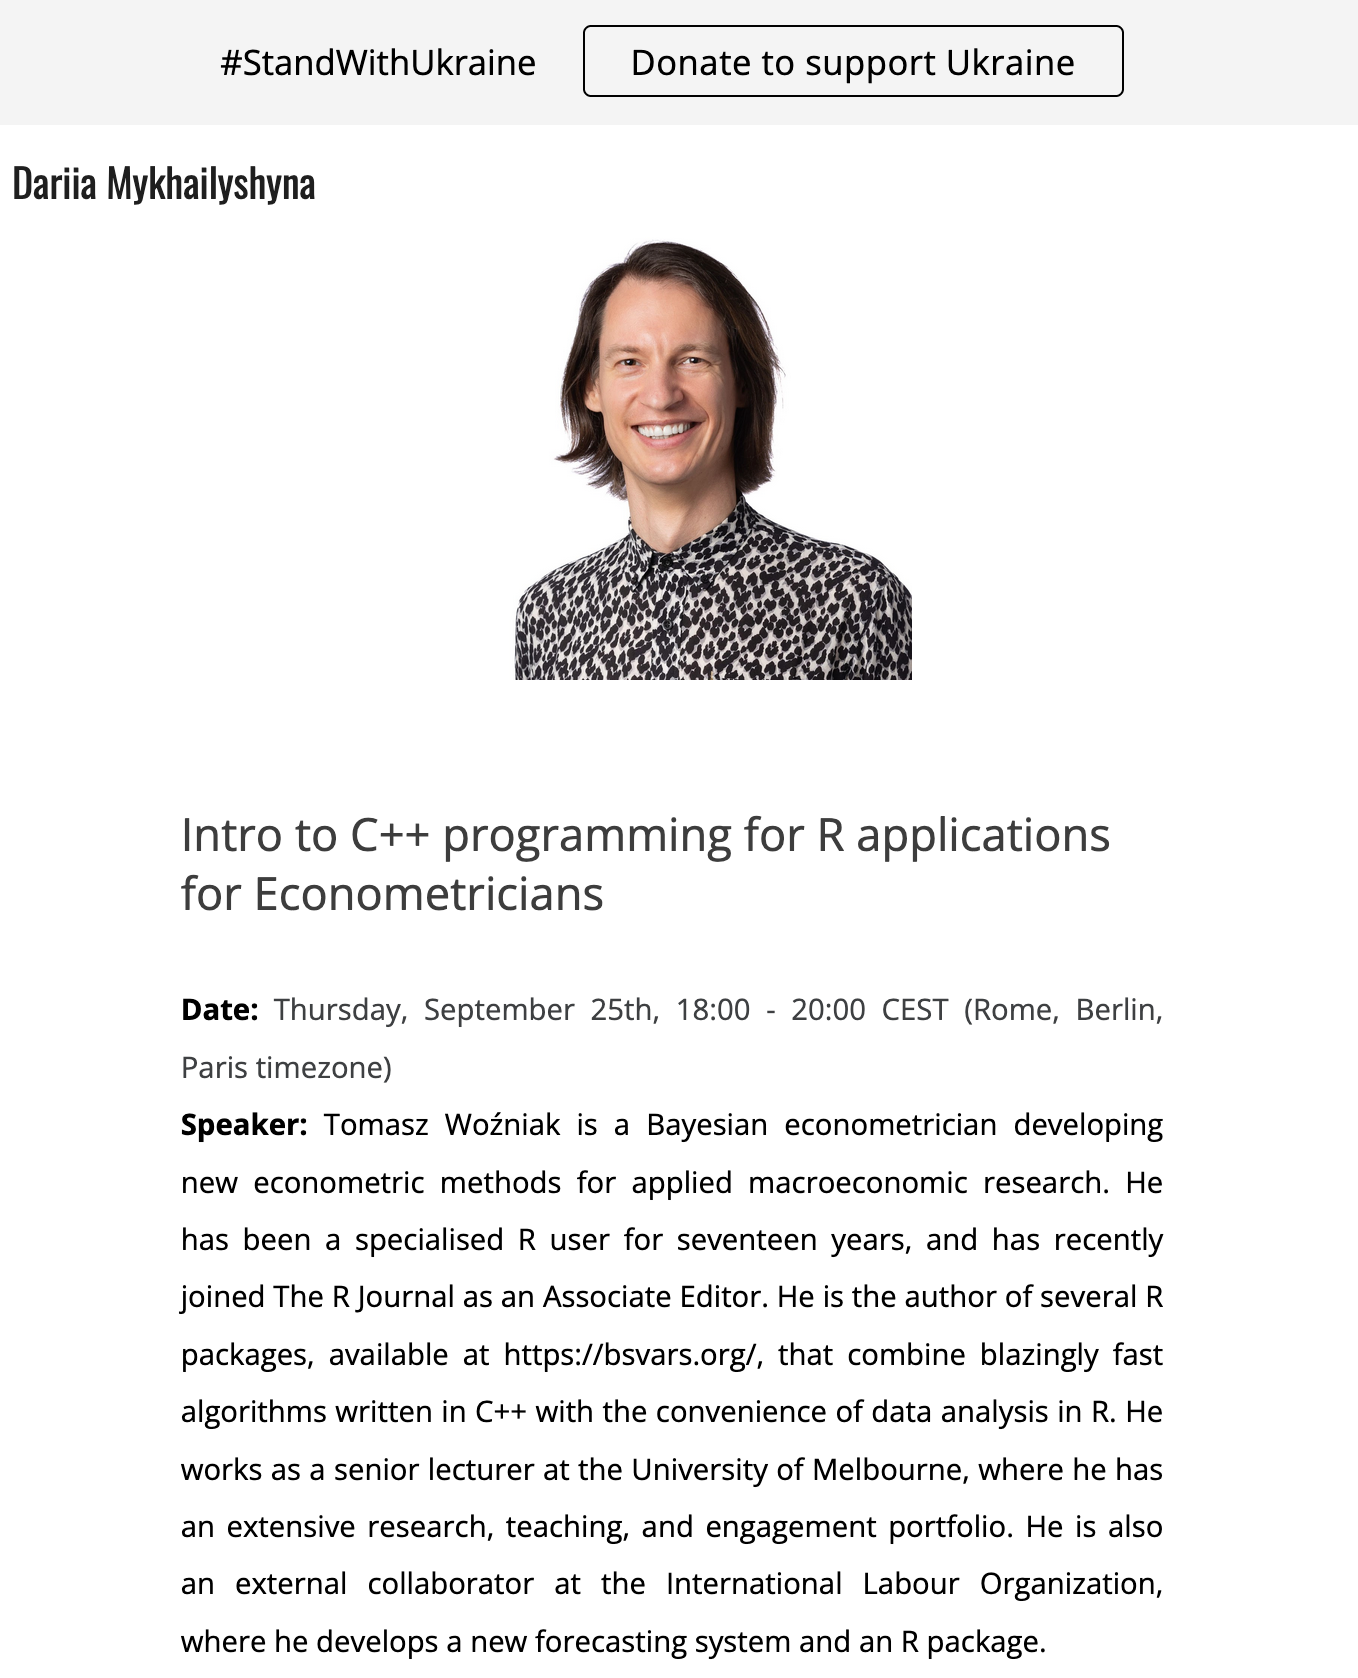 #StandWithUkraine
Donate to support Ukraine
Dariia Mykhailyshyna
Intro to C++ programming for R applications
for Econometricians
Date: Thursday, September 25th, 18:00 - 20:00 CEST (Rome, Berlin,
Paris timezone)
Speaker: Tomasz Woźniak is a Bayesian econometrician developing
new econometric methods for applied macroeconomic research. He
has been a specialised R user for seventeen years, and has recently
joined The R Journal as an Associate Editor. He is the author of several R
packages, available at https://bsvars.org/, that combine blazingly fast
algorithms written in C++ with the convenience of data analysis in R. He
works as a senior lecturer at the University of Melbourne, where he has
an extensive research, teaching, and engagement portfolio. He is also
an external collaborator at the International Labour Organization,
where he develops a new forecasting system and an R package.